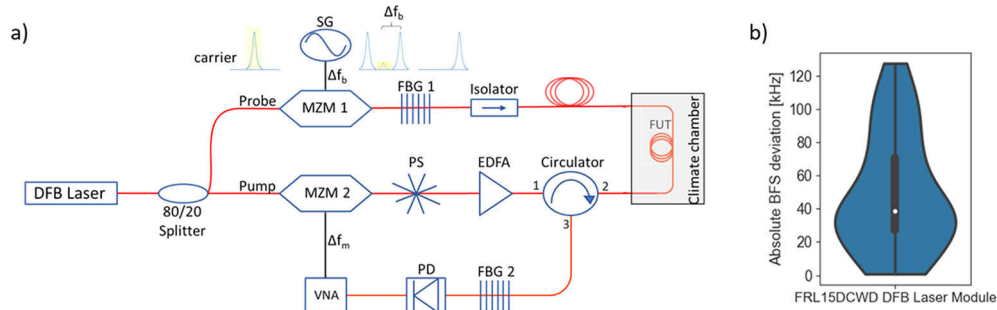 a)
SG
Δf_b
carrier
Δf_b
Probe
MZM 1
FBG 1
Isolator
FUT
Climate chamber
DFB Laser
80/20
Splitter
Pump
MZM 2
PS
EDFA
Circulator
1
2
3
Δf_m
VNA
PD
FBG 2
b)
Absolute BFS deviation [kHz]
120
100
80
60
40
20
0
FRL15DCWD DFB Laser Module